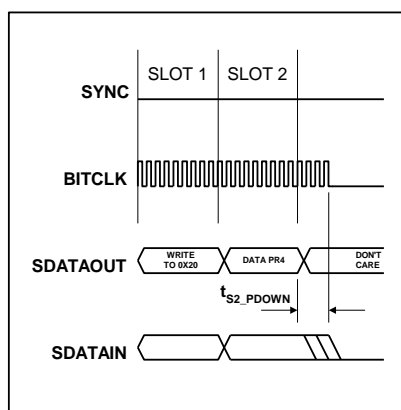 SLOT 1 SLOT 2
SYNC
BITCLK
SDATAOUT
WRITE
TO 0X20
DATA PR4
DON'T
CARE
tS2_PDOWN
SDATAIN